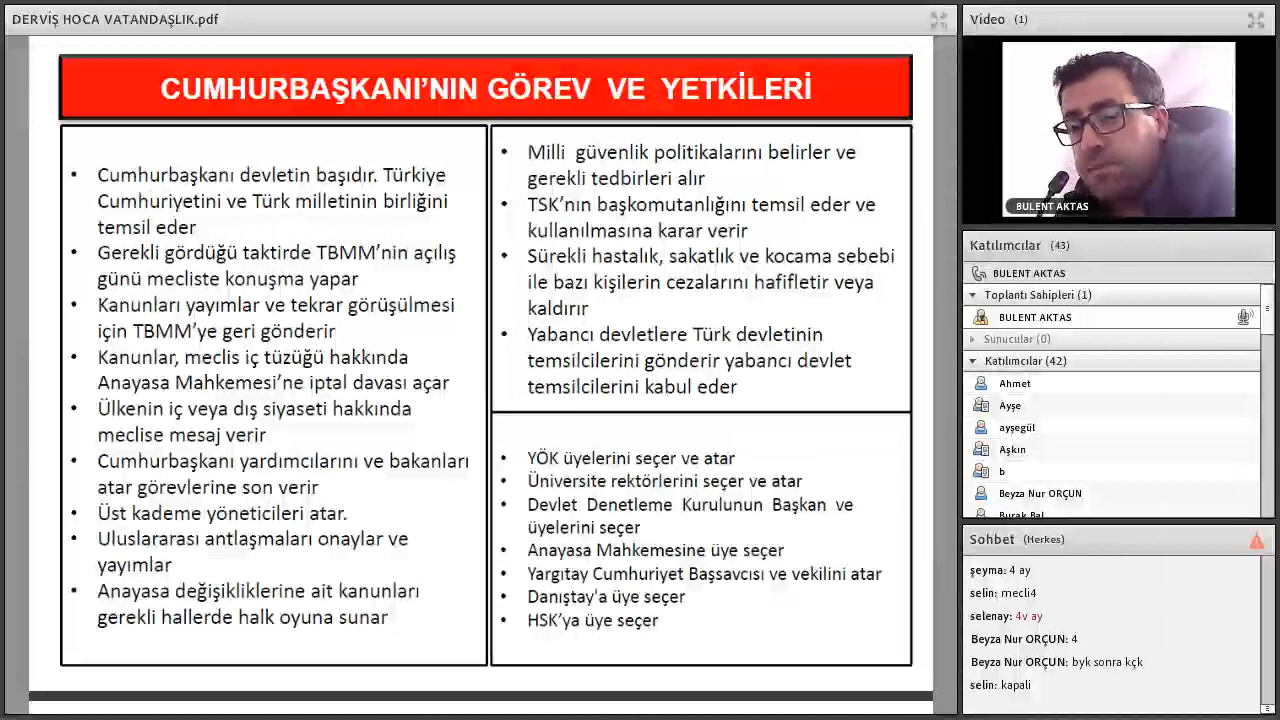 DERVİŞ HOCA VATANDAŞLIK.pdf
CUMHURBAŞKANI’NIN GÖREV VE YETKİLERİ
• Cumhurbaşkanı devletin başıdır. Türkiye
Cumhuriyetini ve Türk milletinin birliğini
temsil eder
• Gerekli gördüğü taktirde TBMM’nin açılış
günü mecliste konuşma yapar
• Kanunları yayımlar ve tekrar görüşülmesi
için TBMM’ye geri gönderir
• Kanunlar, meclis iç tüzüğü hakkında
Anayasa Mahkemesi’ne iptal davası açar
• Ülkenin iç veya dış siyaseti hakkında
meclise mesaj verir
• Cumhurbaşkanı yardımcılarını ve bakanları
atar görevlerine son verir
• Üst kademe yöneticileri atar.
• Uluslararası antlaşmaları onaylar ve
yayımlar
• Anayasa değişikliklerine ait kanunları
gerekli hallerde halk oyuna sunar
• Milli güvenlik politikalarını belirler ve
gerekli tedbirleri alır
• TSK’nın başkomutanlığını temsil eder ve
kullanılmasına karar verir
• Sürekli hastalık, sakatlık ve kocama sebebi
ile bazı kişilerin cezalarını hafifletir veya
kaldırır
• Yabancı devletlere Türk devletinin
temsilcilerini gönderir yabancı devlet
temsilcilerini kabul eder
• YÖK üyelerini seçer ve atar
• Üniversite rektörlerini seçer ve atar
• Devlet Denetleme Kurulunun Başkan ve
üyelerini seçer
• Anayasa Mahkemesine üye seçer
• Yargıtay Cumhuriyet Başsavcısı ve vekilini atar
• Danıştay'a üye seçer
• HSK’ya üye seçer
Video (1)
BULENT AKTAS
Katılımcılar (43)
BULENT AKTAS
Toplantı Sahipleri (1)
BULENT AKTAS
Sunucular (0)
Katılımcılar (42)
Ahmet
Ayşe
ayşegül
Aşkın
b
Beyza Nur ORÇUN
Burak Bal
Sohbet (Herkes)
şeyma: 4 ay
selin: mecli4
selenay: 4v ay
Beyza Nur ORÇUN: 4
Beyza Nur ORÇUN: byk sonra kçk
selin: kapali